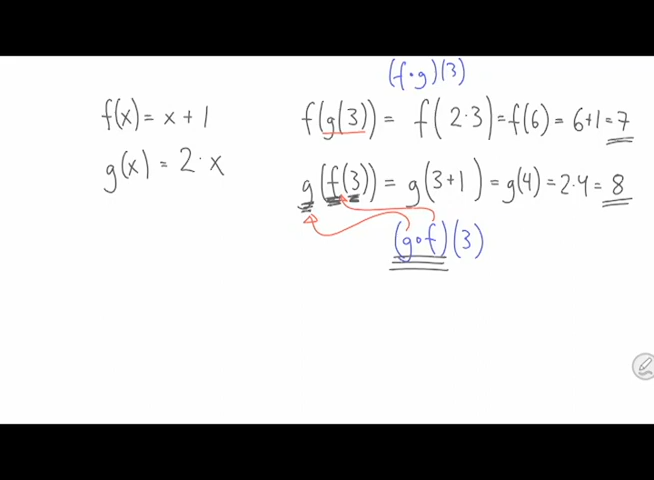 (f∘g)(3)
f(x) = x + 1
f(g(3)) = f(2·3) = f(6) = 6+1 = 7
g(x) = 2·x
g(f(3)) = g(3+1) = g(4) = 2·4 = 8
(g∘f)(3)